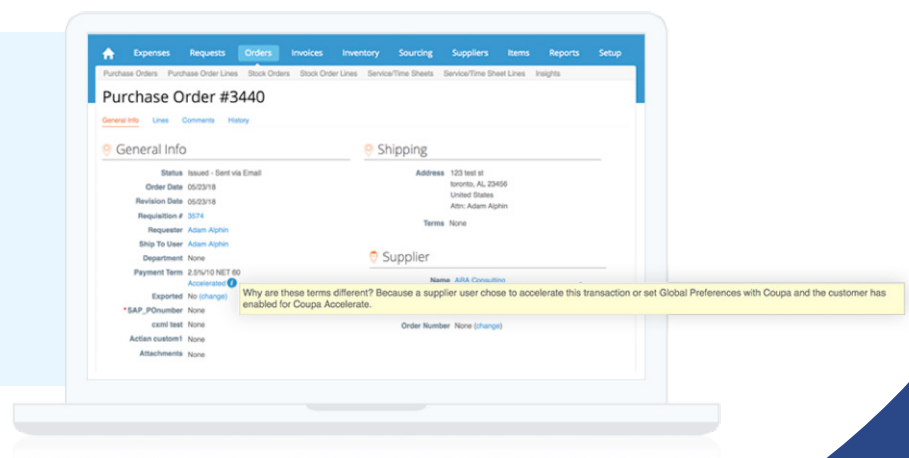 Expenses Requests Orders Invoices Inventory Sourcing Suppliers Items Reports Setup
Purchase Orders Purchase Order Lines Stock Orders Stock Order Lines Service/Time Sheets Service/Time Sheet Lines Insights
Purchase Order #3440
General Info Lines Comments History
General Info
Status Issued - Sent via Email
Order Date 05/23/18
Revision Date 05/23/18
Requisition # 3574
Requester Adam Alphin
Ship To User Adam Alphin
Department None
Payment Term 2.5%/10 NET 60
Accelerated
Exported No (change)
*SAP_POnumber None
cxml test None
Actian custom1 None
Attachments None
Shipping
Address 123 test st
toronto, AL 23456
United States
Attn: Adam Alphin
Terms None
Supplier
Name ABA Consulting
Why are these terms different? Because a supplier user chose to accelerate this transaction or set Global Preferences with Coupa and the customer has
enabled for Coupa Accelerate.
Order Number None (change)